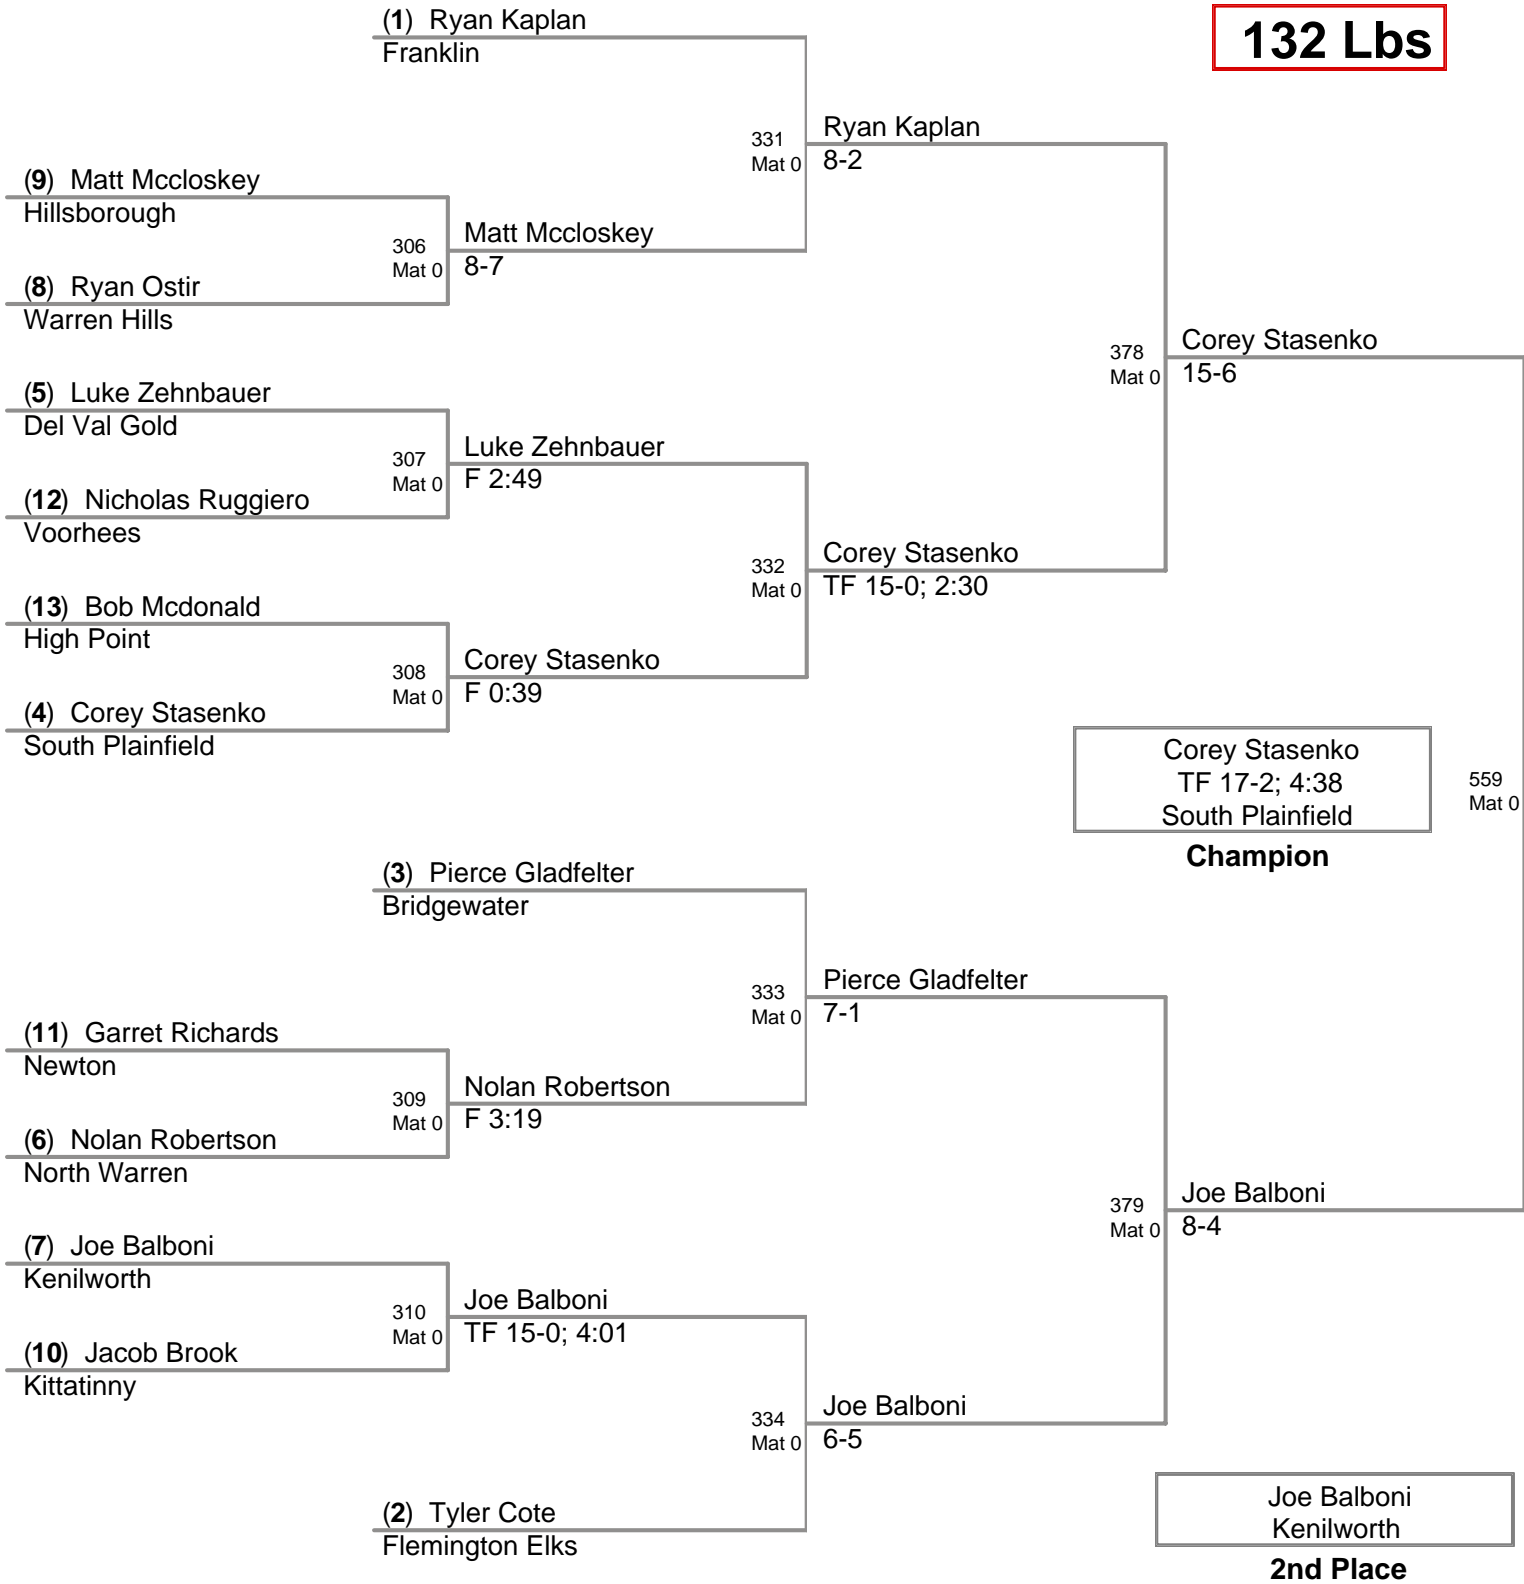 (1) Ryan Kaplan
Franklin
132 Lbs
331
Mat 0
Ryan Kaplan
8-2
(9) Matt Mccloskey
Hillsborough
306
Mat 0
Matt Mccloskey
8-7
(8) Ryan Ostir
Warren Hills
378
Mat 0
Corey Stasenko
15-6
(5) Luke Zehnbauer
Del Val Gold
307
Mat 0
Luke Zehnbauer
F 2:49
(12) Nicholas Ruggiero
Voorhees
332
Mat 0
Corey Stasenko
TF 15-0; 2:30
(13) Bob Mcdonald
High Point
308
Mat 0
Corey Stasenko
F 0:39
(4) Corey Stasenko
South Plainfield
Corey Stasenko
TF 17-2; 4:38
South Plainfield
Champion
559
Mat 0
(3) Pierce Gladfelter
Bridgewater
333
Mat 0
Pierce Gladfelter
7-1
(11) Garret Richards
Newton
309
Mat 0
Nolan Robertson
F 3:19
(6) Nolan Robertson
North Warren
379
Mat 0
Joe Balboni
8-4
(7) Joe Balboni
Kenilworth
310
Mat 0
Joe Balboni
TF 15-0; 4:01
(10) Jacob Brook
Kittatinny
334
Mat 0
Joe Balboni
6-5
(2) Tyler Cote
Flemington Elks
Joe Balboni
Kenilworth
2nd Place